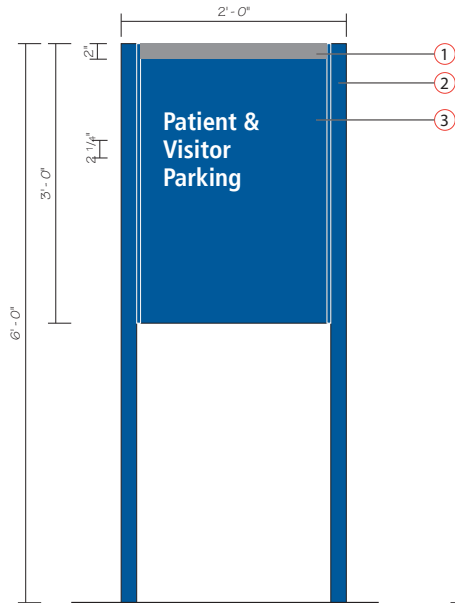 2'-0"
2"
1
2
3
Patient &
Visitor
Parking
2 1/4"
3'-0"
6'-0"